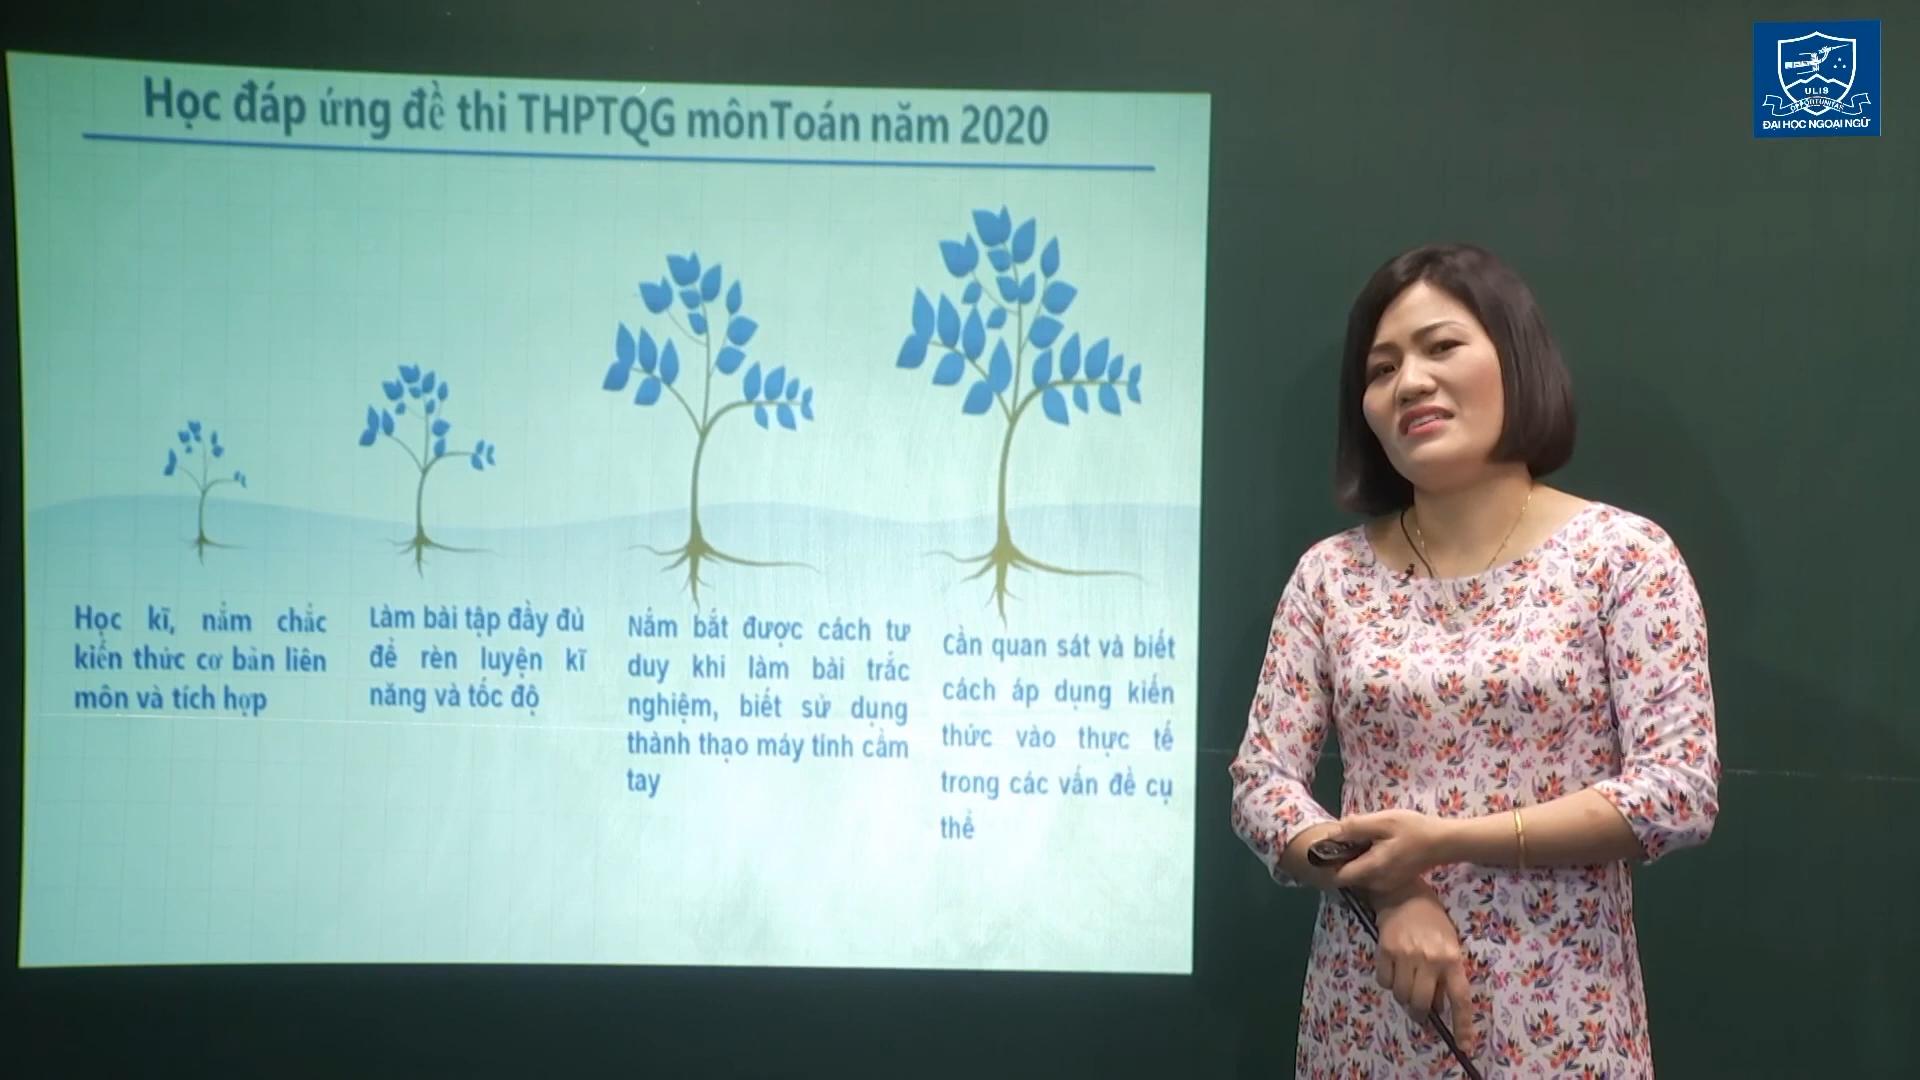 Học đáp ứng đề thi THPTQG mônToán năm 2020
Học kĩ, nắm chắc
kiến thức cơ bản liên
môn và tích hợp
Làm bài tập đầy đủ
để rèn luyện kĩ
năng và tốc độ
Nắm bắt được cách tư
duy khi làm bài trắc
nghiệm, biết sử dụng
thành thạo máy tính cầm
tay
Cần quan sát và biết
cách áp dụng kiến
thức vào thực tế
trong các vấn đề cụ
thể
ULIS
OPPORTUNITAS
ĐẠI HỌC NGOẠI NGỮ